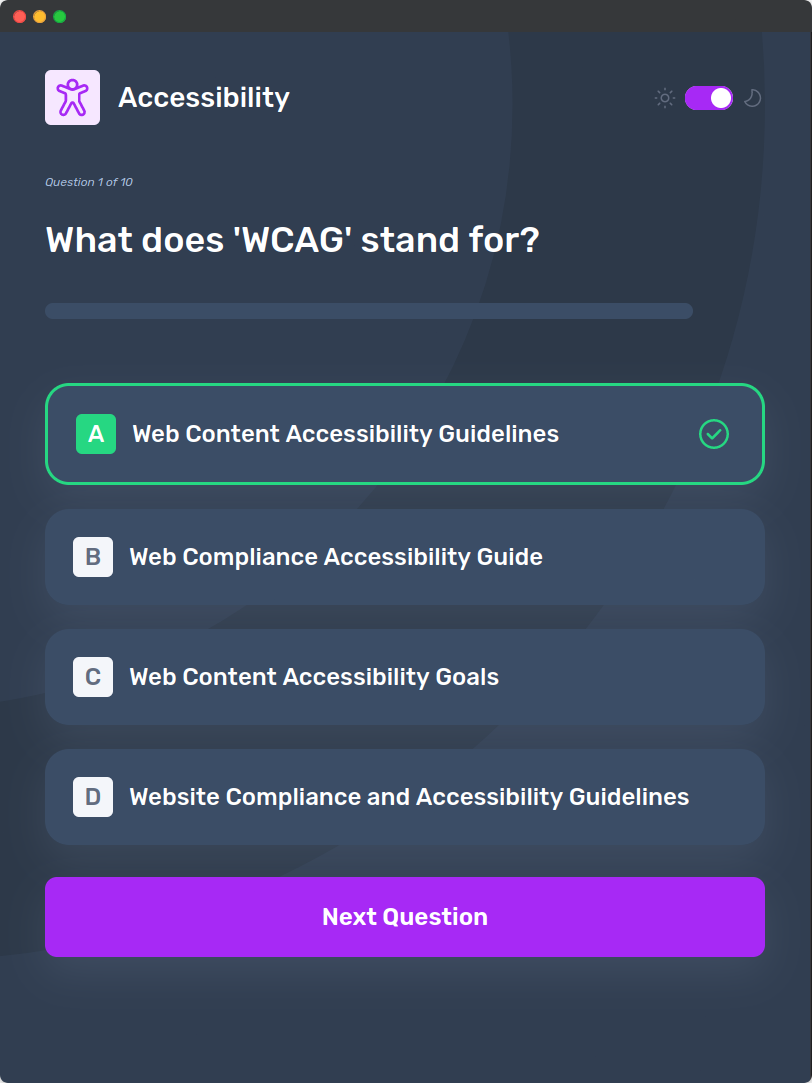 Accessibility
Question 1 of 10
What does 'WCAG' stand for?
A Web Content Accessibility Guidelines
B Web Compliance Accessibility Guide
C Web Content Accessibility Goals
D Website Compliance and Accessibility Guidelines
Next Question